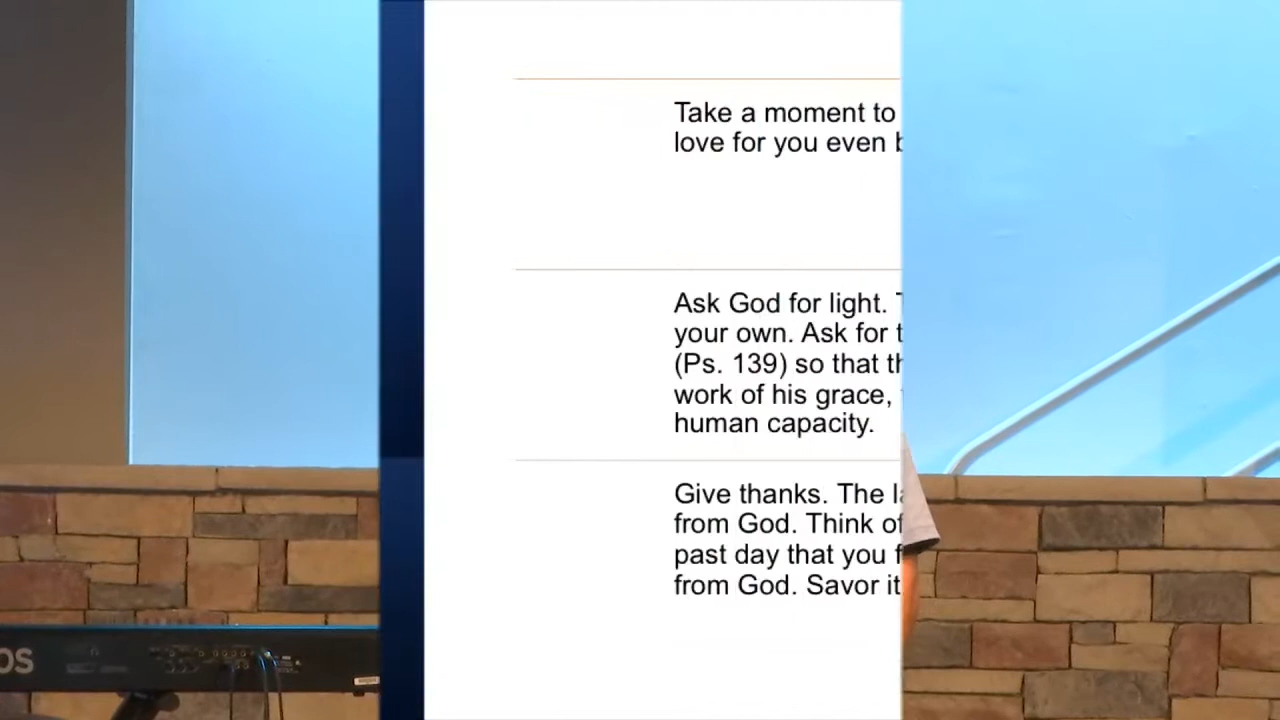 Take a moment to
love for you even
Ask God for light.
your own. Ask for
(Ps. 139) so that
work of his grace,
human capacity.
Give thanks. The
from God. Think of
past day that you
from God. Savor it
OS